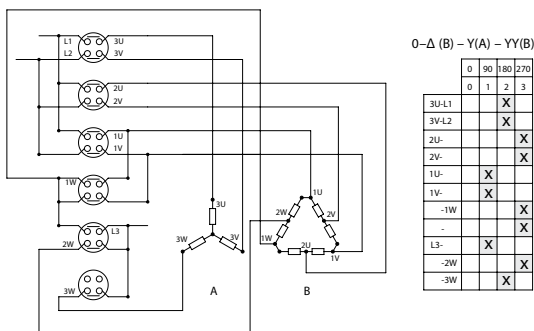 L1
3U
L2
3V
2U
2V
1U
1V
1W
L3
2W
3W
3U
3W
3V
A
1U
2W
2V
1W
2U
1V
B
0–Δ (B) – Y(A) – YY(B)
0 90 180 270
0 1 2 3
3U-L1 X
3V-L2 X
2U- X
2V- X
1U- X
1V- X
-1W X
- X
L3- X
-2W X
-3W X